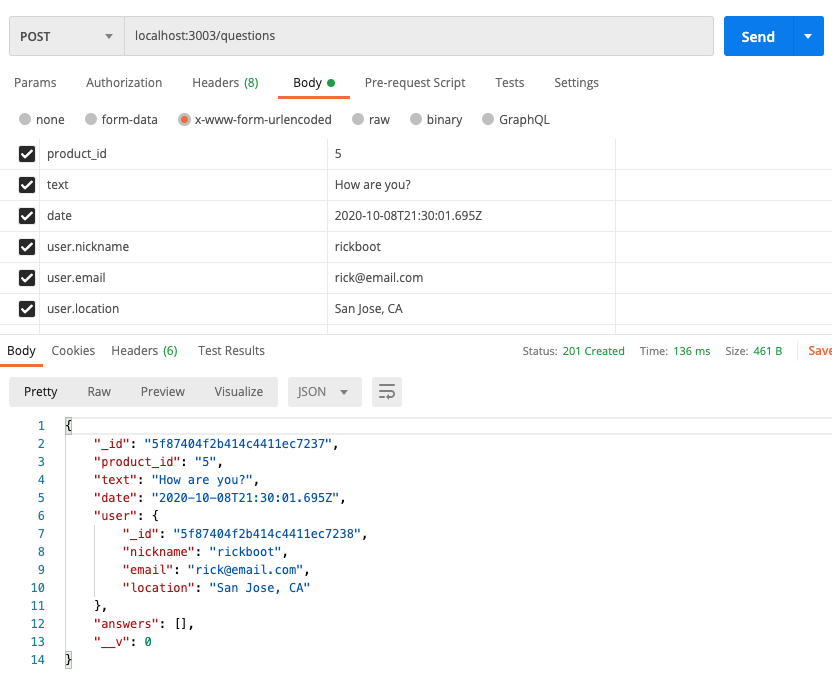 POST localhost:3003/questions Send
Params Authorization Headers (8) Body Pre-request Script Tests Settings
none form-data x-www-form-urlencoded raw binary GraphQL
product_id 5
text How are you?
date 2020-10-08T21:30:01.695Z
user.nickname rickboot
user.email rick@email.com
user.location San Jose, CA
Body Cookies Headers (6) Test Results Status: 201 Created Time: 136 ms Size: 461 B Save
Pretty Raw Preview Visualize JSON
1 {
2 "_id": "5f87404f2b414c4411ec7237",
3 "product_id": "5",
4 "text": "How are you?",
5 "date": "2020-10-08T21:30:01.695Z",
6 "user": {
7 "_id": "5f87404f2b414c4411ec7238",
8 "nickname": "rickboot",
9 "email": "rick@email.com",
10 "location": "San Jose, CA"
11 },
12 "answers": [],
13 "__v": 0
14 }